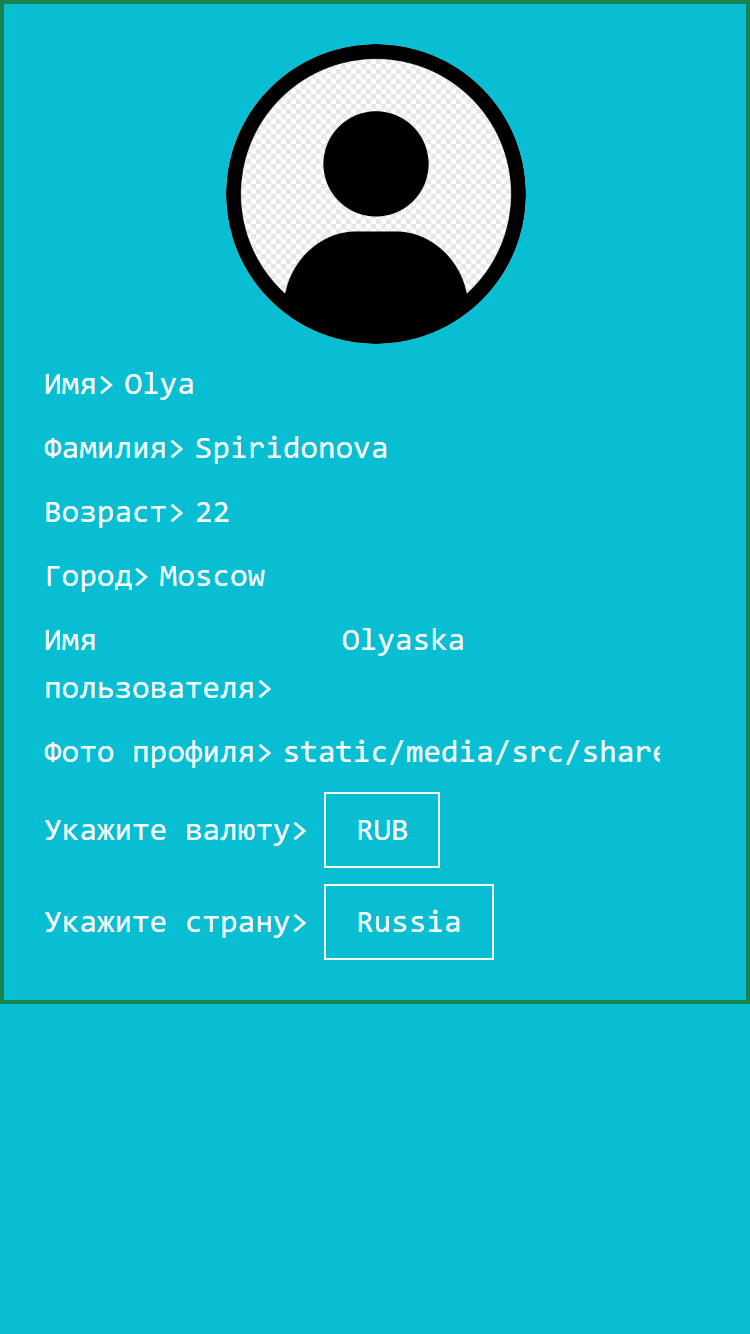 Имя> Olya
Фамилия> Spiridonova
Возраст> 22
Город> Moscow
Имя Olyaska
пользователя>
Фото профиля> static/media/src/share
Укажите валюту> RUB
Укажите страну> Russia